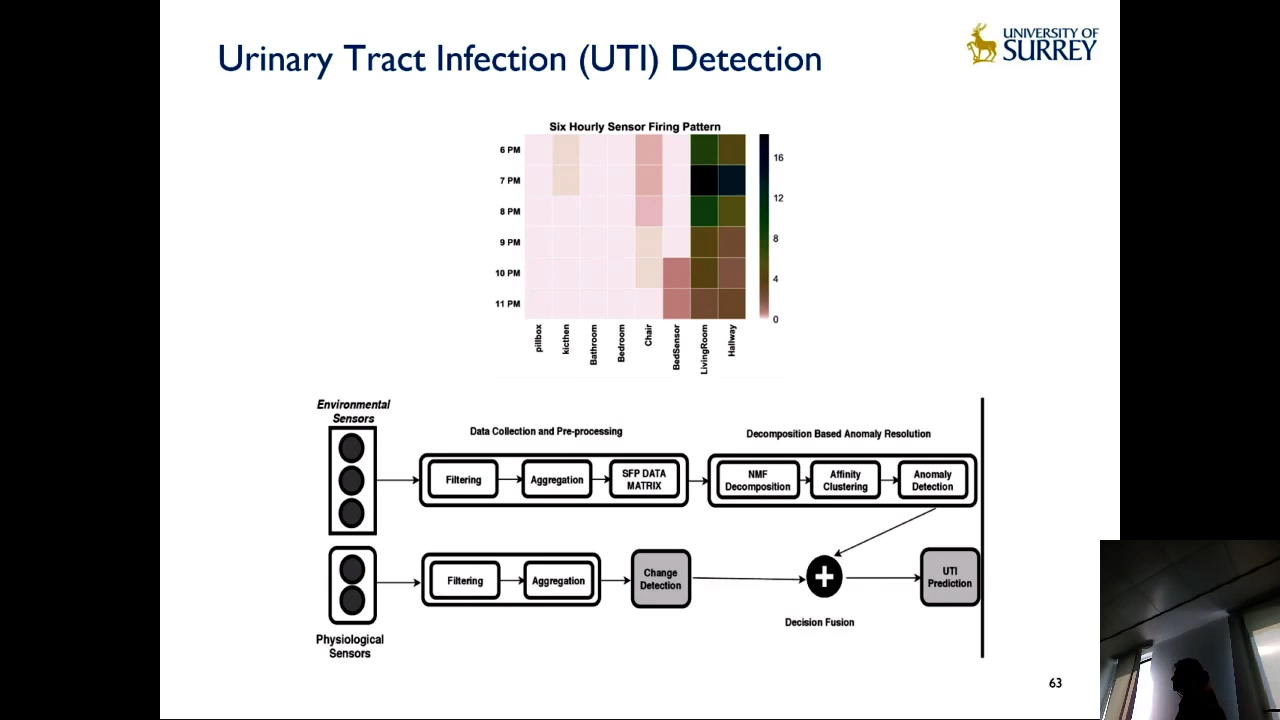 Urinary Tract Infection (UTI) Detection
UNIVERSITY OF
SURREY
Six Hourly Sensor Firing Pattern
6 PM
7 PM
8 PM
9 PM
10 PM
11 PM
16
12
8
4
0
pillbox
kicthen
Bathroom
Bedroom
Chair
BedSensor
LivingRoom
Hallway
Environmental
Sensors
Data Collection and Pre-processing
Decomposition Based Anomaly Resolution
Filtering
Aggregation
SFP DATA
MATRIX
NMF
Decomposition
Affinity
Clustering
Anomaly
Detection
Filtering
Aggregation
Change
Detection
+
UTI
Prediction
Decision Fusion
Physiological
Sensors
63